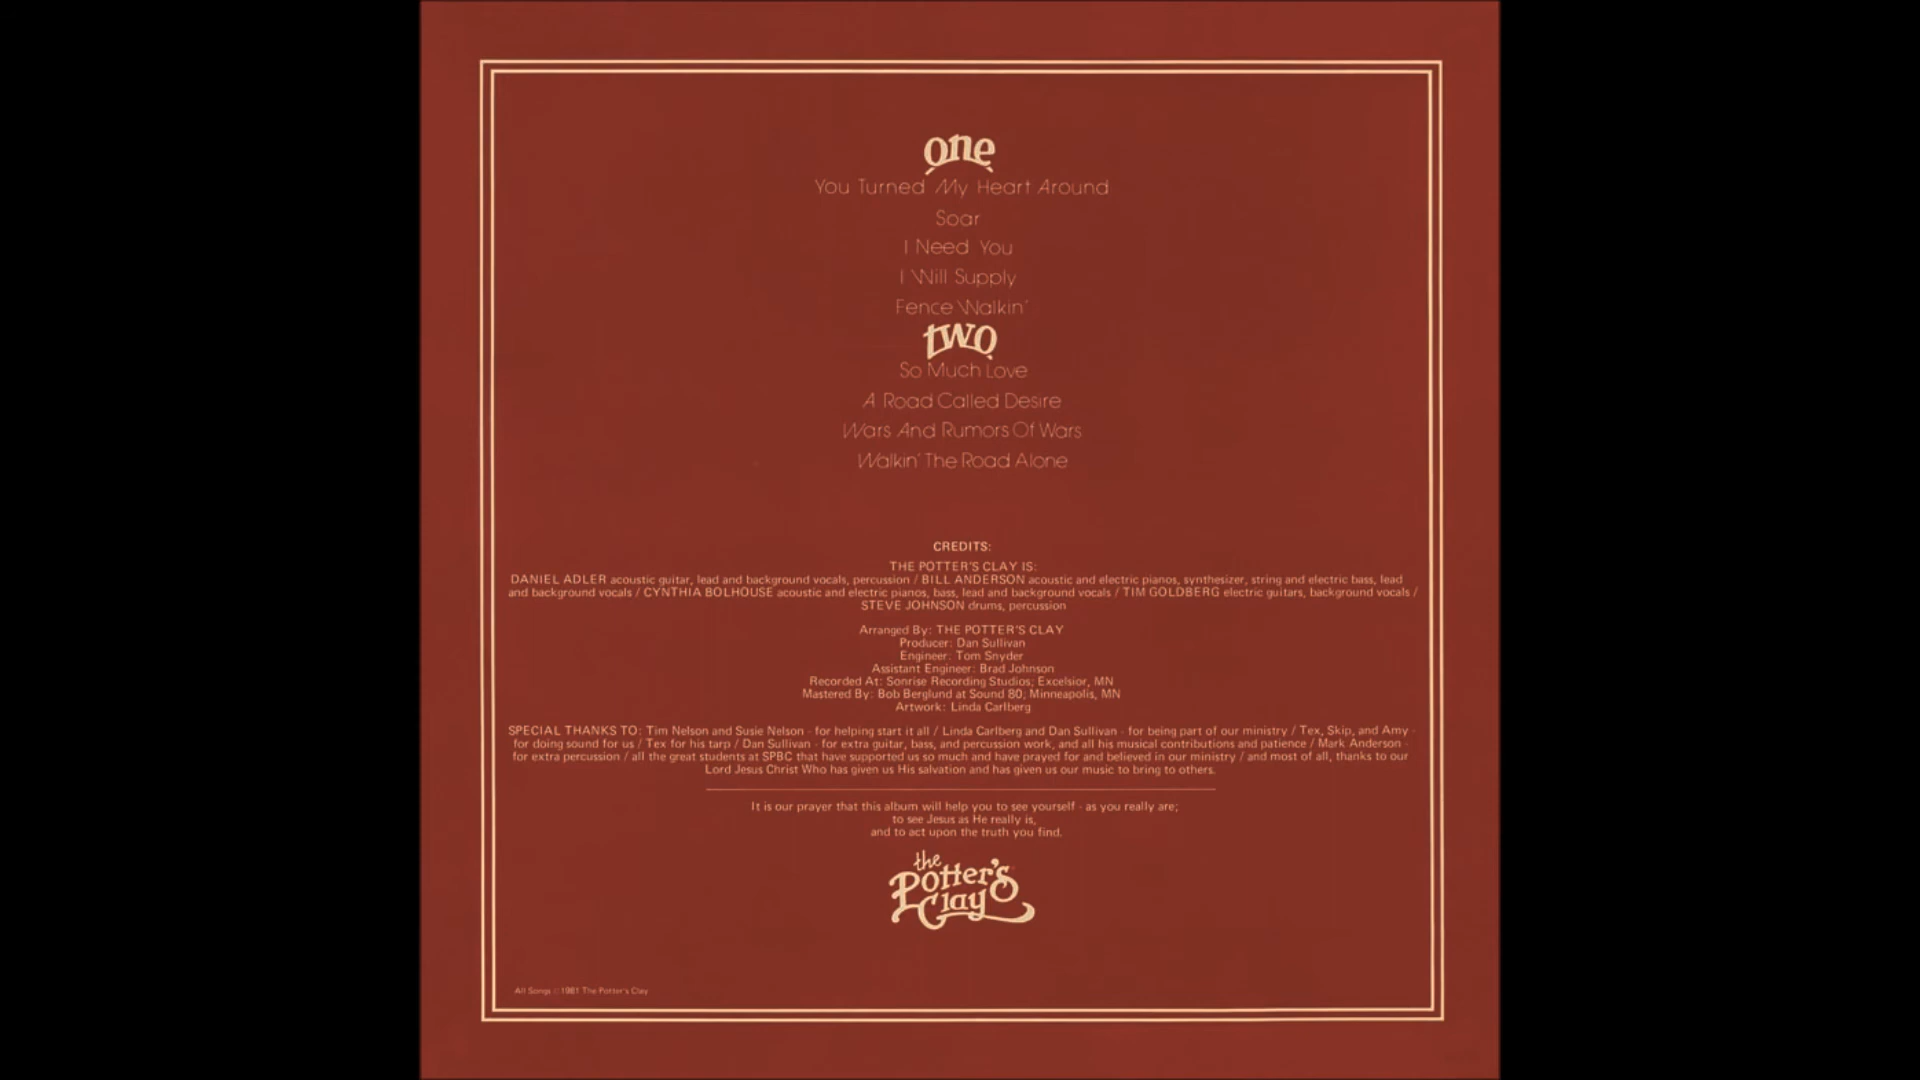 one
You Turned My Heart Around
Soar
I Need You
I Will Supply
Fence Walkin'
two
So Much Love
A Road Called Desire
Wars And Rumors Of Wars
Walkin' The Road Alone
CREDITS:
THE POTTER'S CLAY IS:
DANIEL ADLER acoustic guitar, lead and background vocals, percussion / BILL ANDERSON acoustic and electric pianos, synthesizer, string and electric bass, lead
and background vocals / CYNTHIA BOLHOUSE acoustic and electric pianos, bass, lead and background vocals / TIM GOLDBERG electric guitars, background vocals /
STEVE JOHNSON drums, percussion
Arranged By: THE POTTER'S CLAY
Producer: Dan Sullivan
Engineer: Tom Snyder
Assistant Engineer: Brad Johnson
Recorded At: Sonrise Recording Studios; Excelsior, MN
Mastered By: Bob Berglund at Sound 80; Minneapolis, MN
Artwork: Linda Carlberg
SPECIAL THANKS TO: Tim Nelson and Susie Nelson - for helping start it all / Linda Carlberg and Dan Sullivan - for being part of our ministry / Tex, Skip, and Amy -
for doing sound for us / Tex for his tarp / Dan Sullivan - for extra guitar, bass, and percussion work, and all his musical contributions and patience / Mark Anderson -
for extra percussion / all the great students at SPBC that have supported us so much and have prayed for and believed in our ministry / and most of all, thanks to our
Lord Jesus Christ Who has given us His salvation and has given us our music to bring to others.
It is our prayer that this album will help you to see yourself - as you really are;
to see Jesus as He really is,
and to act upon the truth you find.
the
Potter's
Clay
All Songs © 1981 The Potter's Clay